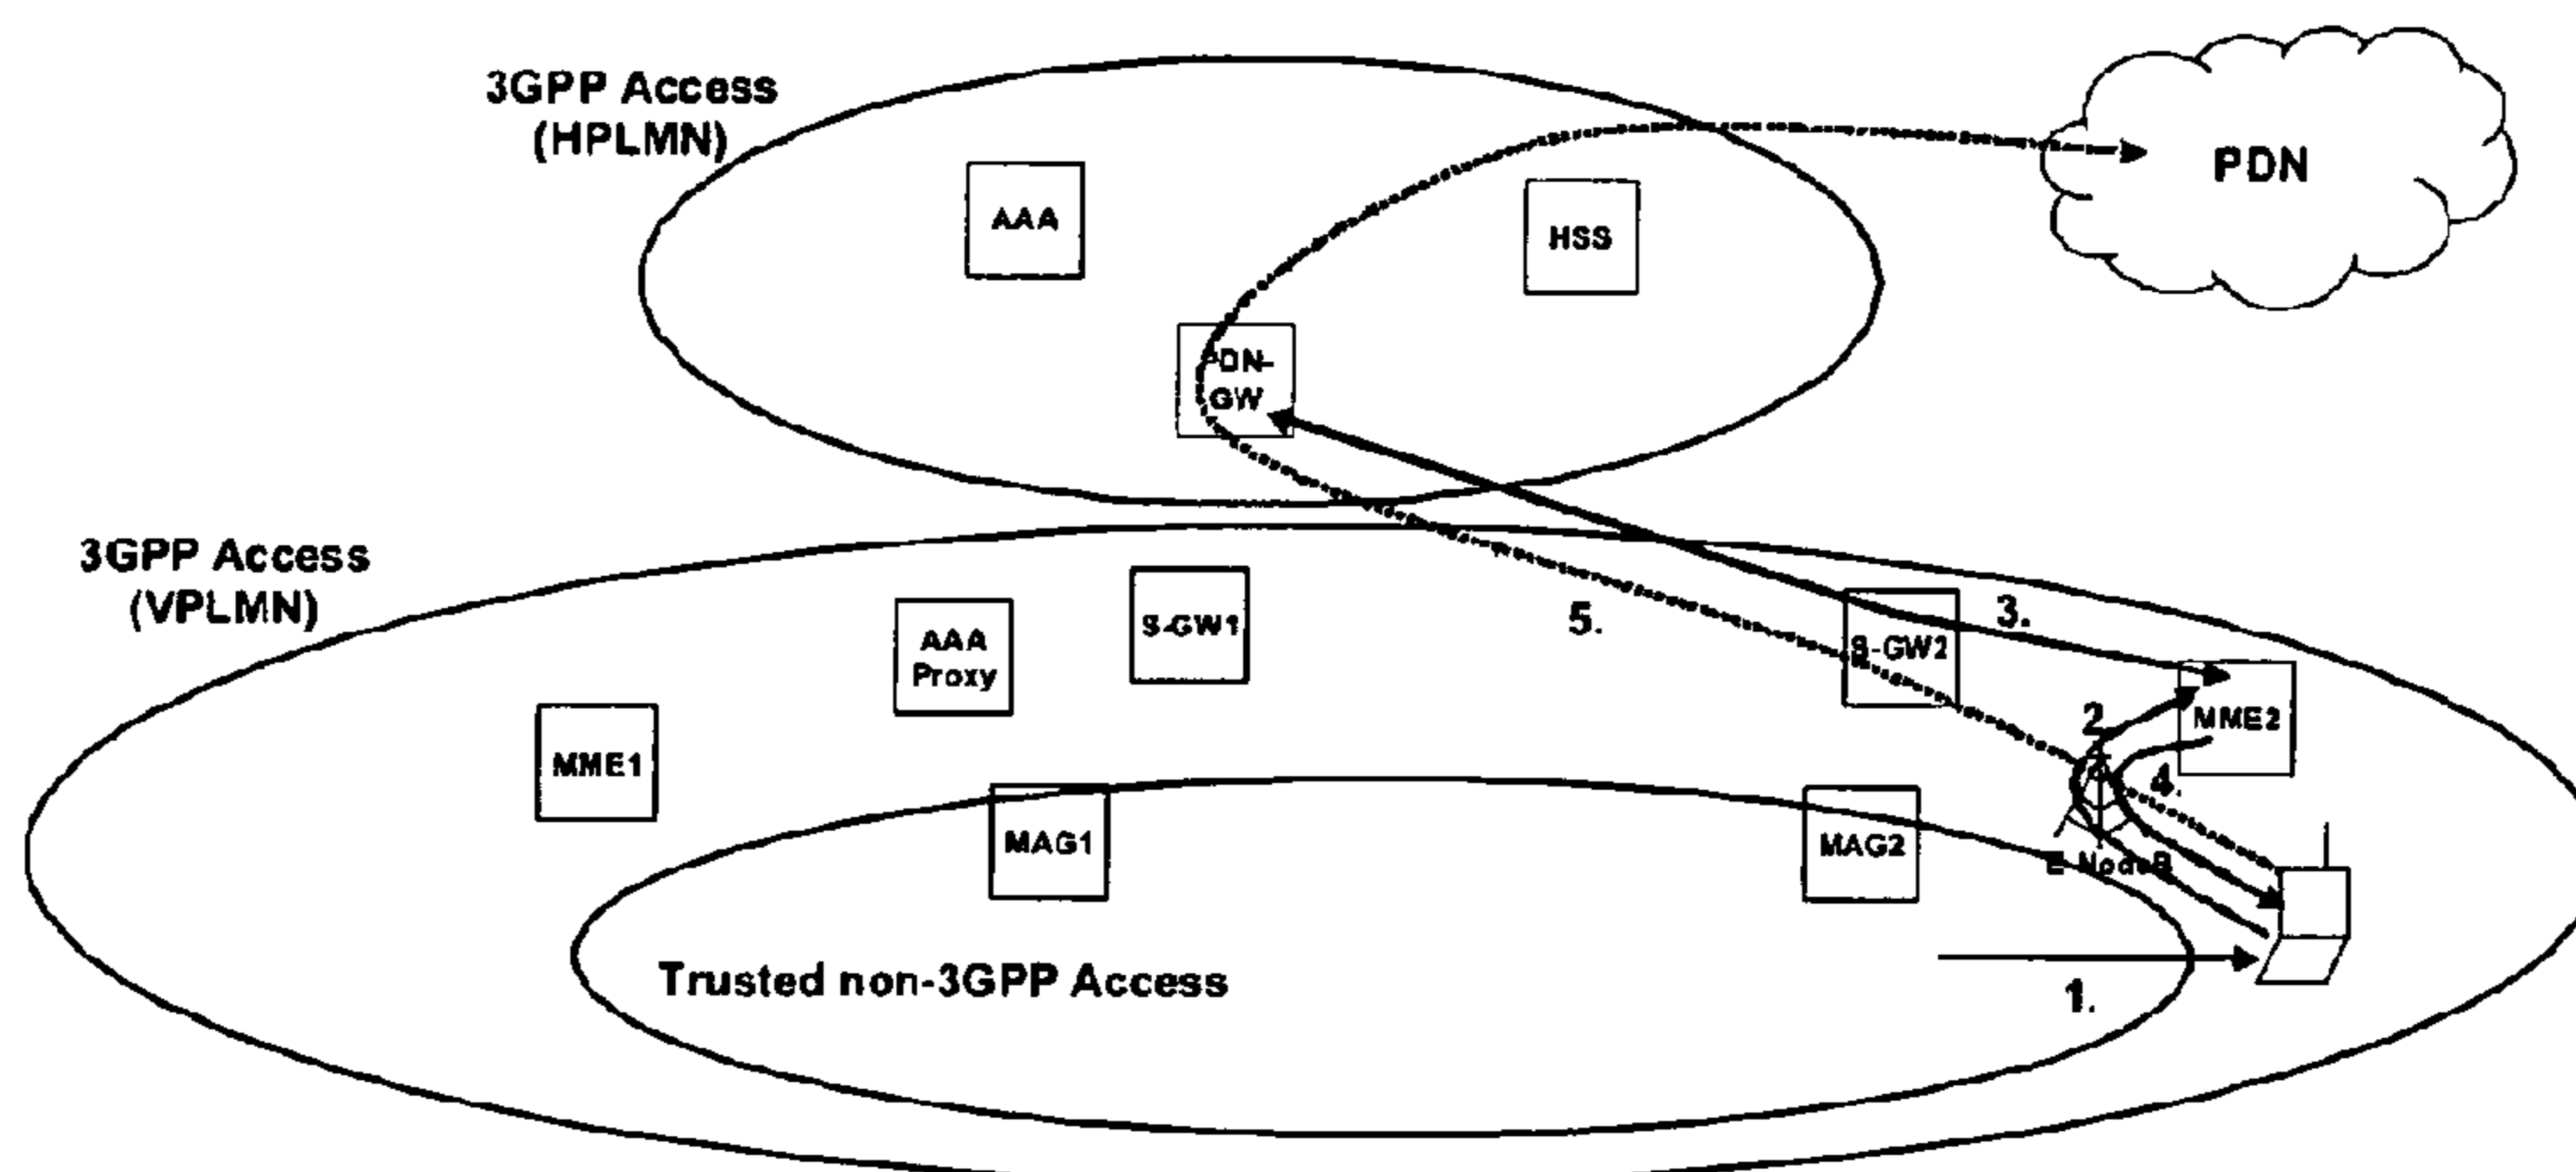 3GPP Access
(HPLMN)
PDN
AAA
HSS
PDN-
GW
3GPP Access
(VPLMN)
S-GW1
5.
3.
AAA
Proxy
S-GW2
2.
MME2
MME1
4.
MAG1
MAG2
E-NodeB
Trusted non-3GPP Access
1.